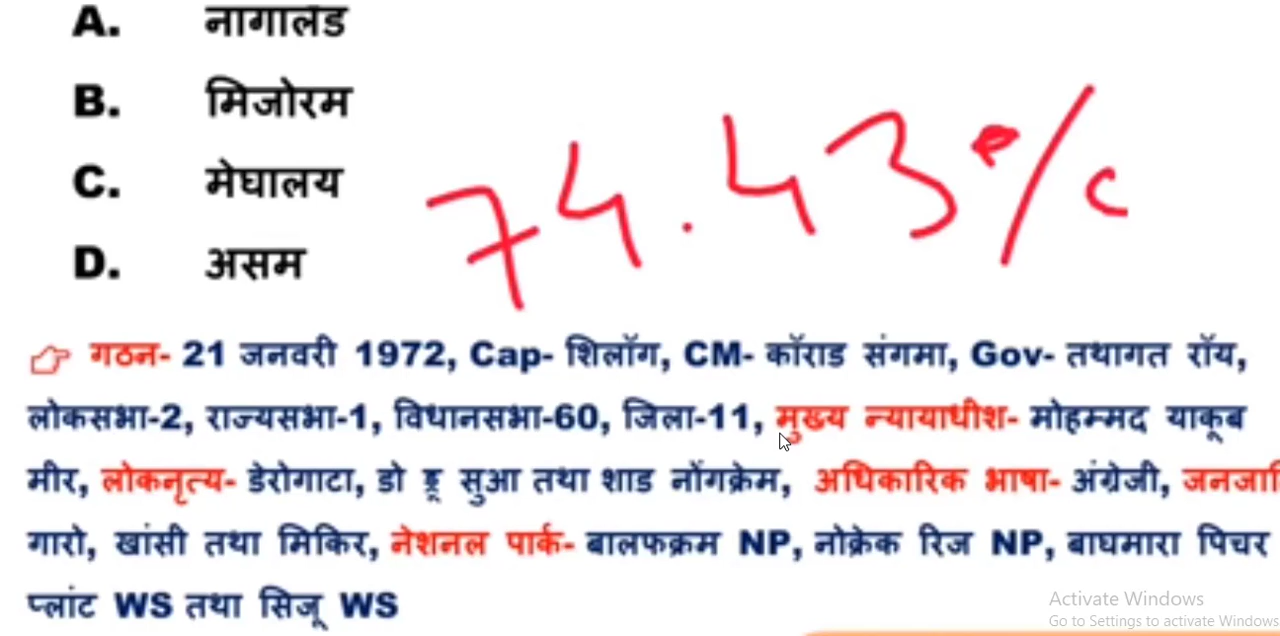 A. नागालैंड
B. मिजोरम
C. मेघालय
D. असम
74.43%
गठन- 21 जनवरी 1972, Cap- शिलॉग, CM- कॉराड संगमा, Gov- तथागत रॉय,
लोकसभा-2, राज्यसभा-1, विधानसभा-60, जिला-11, मुख्य न्यायाधीश- मोहम्मद याकूब
मीर, लोकनृत्य- डेरोगाटा, डो सुआ तथा शाड नोंगक्रेम, अधिकारिक भाषा- अंग्रेजी,
गारो, खांसी तथा मिकिर, नेशनल पार्क- बालफक्रम NP, नोक्रेक रिज NP, बाघमारा पिचर
प्लांट WS तथा सिजू WS
Activate Windows
Go to Settings to activate Windows